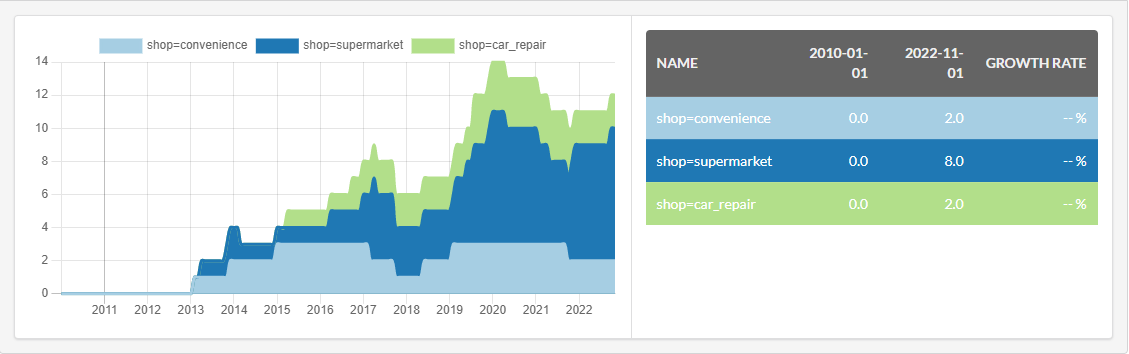 shop=convenience shop=supermarket shop=car_repair
14
12
10
8
6
4
2
0
2011 2012 2013 2014 2015 2016 2017 2018 2019 2020 2021 2022
NAME 2010-01-01 2022-11-01 GROWTH RATE
shop=convenience 0.0 2.0 -- %
shop=supermarket 0.0 8.0 -- %
shop=car_repair 0.0 2.0 -- %